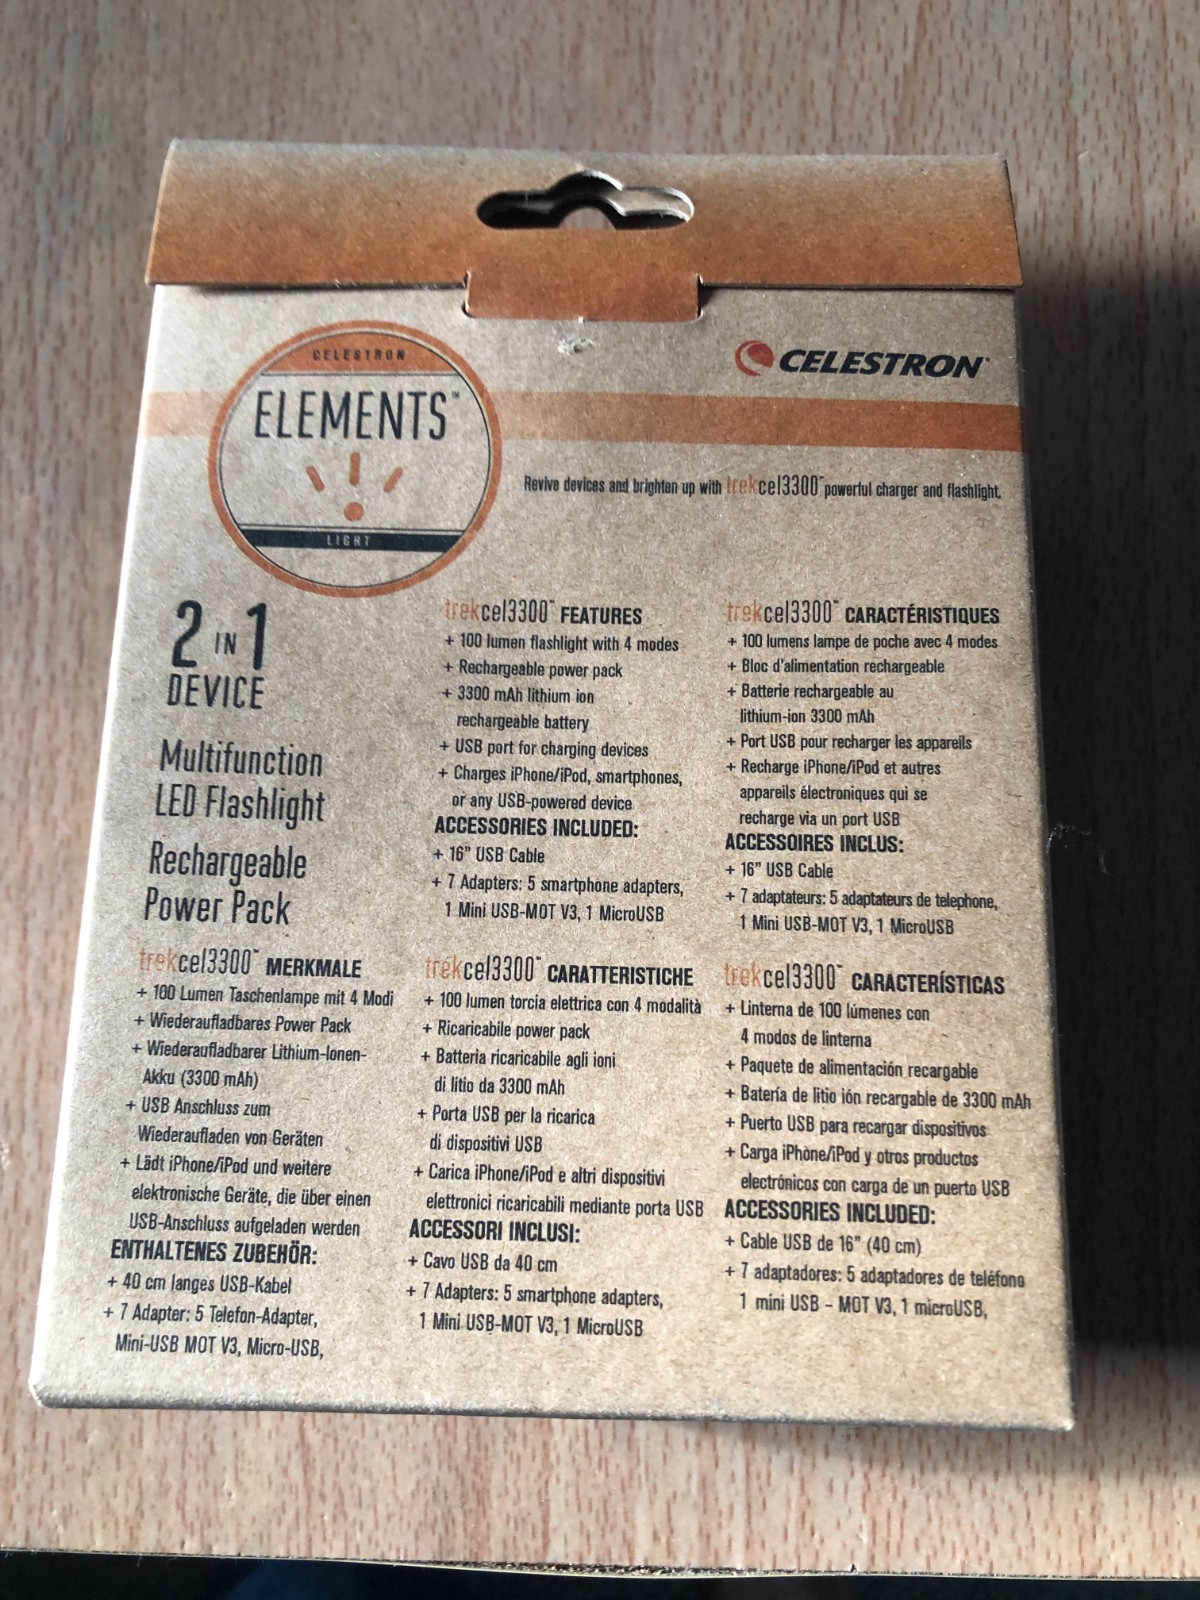 CELESTRON
ELEMENTS™
LIGHT
CELESTRON
Revive devices and brighten up with trekcel3300™ powerful charger and flashlight.
2 IN 1
DEVICE
Multifunction
LED Flashlight
Rechargeable
Power Pack
trekcel3300™ FEATURES
+ 100 lumen flashlight with 4 modes
+ Rechargeable power pack
+ 3300 mAh lithium ion
rechargeable battery
+ USB port for charging devices
+ Charges iPhone/iPod, smartphones,
or any USB-powered device
ACCESSORIES INCLUDED:
+ 16" USB Cable
+ 7 Adapters: 5 smartphone adapters,
1 Mini USB-MOT V3, 1 MicroUSB
trekcel3300™ CARACTÉRISTIQUES
+ 100 lumens lampe de poche avec 4 modes
+ Bloc d'alimentation rechargeable
+ Batterie rechargeable au
lithium-ion 3300 mAh
+ Port USB pour recharger les appareils
+ Recharge iPhone/iPod et autres
appareils électroniques qui se
recharge via un port USB
ACCESSOIRES INCLUS:
+ 16" USB Cable
+ 7 adaptateurs: 5 adaptateurs de telephone,
1 Mini USB-MOT V3, 1 MicroUSB
trekcel3300™ MERKMALE
+ 100 Lumen Taschenlampe mit 4 Modi
+ Wiederaufladbares Power Pack
+ Wiederaufladbarer Lithium-Ionen-
Akku (3300 mAh)
+ USB Anschluss zum
Wiederaufladen von Geräten
+ Lädt iPhone/iPod und weitere
elektronische Geräte, die über einen
USB-Anschluss aufgeladen werden
ENTHALTENES ZUBEHÖR:
+ 40 cm langes USB-Kabel
+ 7 Adapter: 5 Telefon-Adapter,
Mini-USB MOT V3, Micro-USB,
trekcel3300™ CARATTERISTICHE
+ 100 lumen torcia elettrica con 4 modalità
+ Ricaricabile power pack
+ Batteria ricaricabile agli ioni
di litio da 3300 mAh
+ Porta USB per la ricarica
di dispositivi USB
+ Carica iPhone/iPod e altri dispositivi
elettronici ricaricabili mediante porta USB
ACCESSORI INCLUSI:
+ Cavo USB da 40 cm
+ 7 Adapters: 5 smartphone adapters,
1 Mini USB-MOT V3, 1 MicroUSB
trekcel3300™ CARACTERÍSTICAS
+ Linterna de 100 lúmenes con
4 modos de linterna
+ Paquete de alimentación recargable
+ Batería de litio ión recargable de 3300 mAh
+ Puerto USB para recargar dispositivos
+ Carga iPhone/iPod y otros productos
electrónicos con carga de un puerto USB
ACCESSORIES INCLUDED:
+ Cable USB de 16" (40 cm)
+ 7 adaptadores: 5 adaptadores de teléfono
1 mini USB - MOT V3, 1 microUSB,